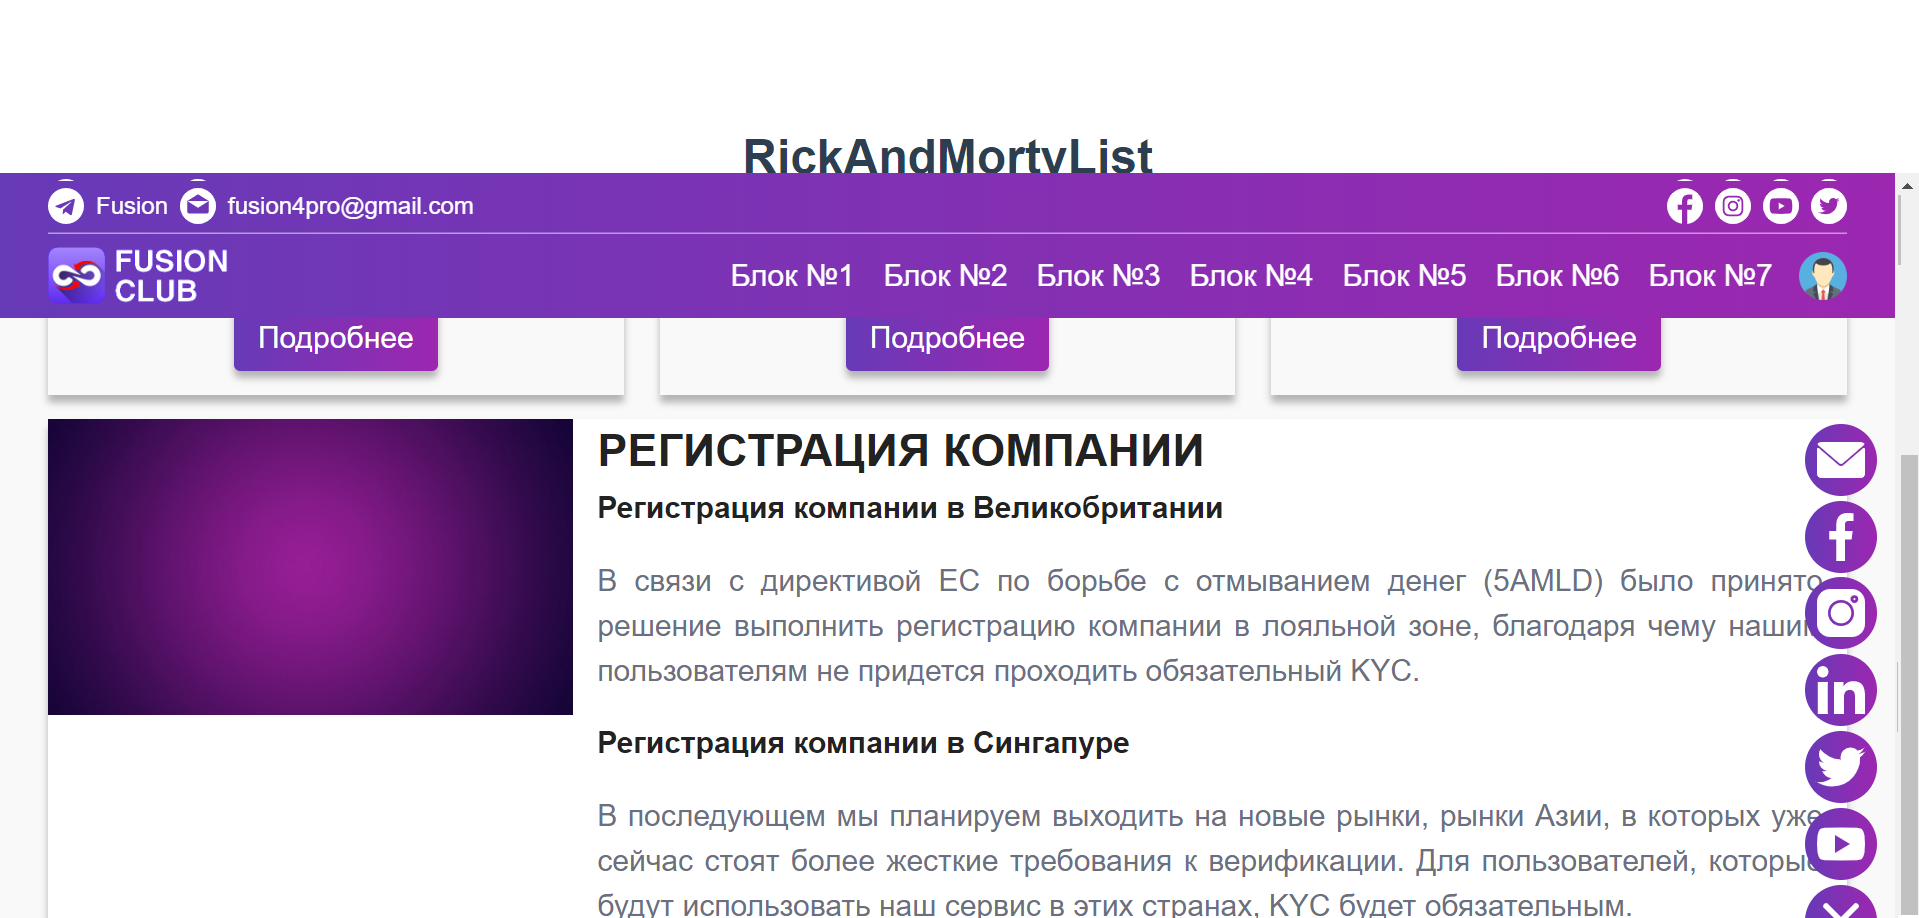 RickAndMortyList
Fusion fusion4pro@gmail.com
FUSION
CLUB
Блок №1 Блок №2 Блок №3 Блок №4 Блок №5 Блок №6 Блок №7
Подробнее Подробнее Подробнее
РЕГИСТРАЦИЯ КОМПАНИИ
Регистрация компании в Великобритании
В связи с директивой ЕС по борьбе с отмыванием денег (5AMLD) было принято
решение выполнить регистрацию компании в лояльной зоне, благодаря чему нашим
пользователям не придется проходить обязательный KYC.
Регистрация компании в Сингапуре
В последующем мы планируем выходить на новые рынки, рынки Азии, в которых уже
сейчас стоят более жесткие требования к верификации. Для пользователей, которые
будут использовать наш сервис в этих странах, KYC будет обязательным.